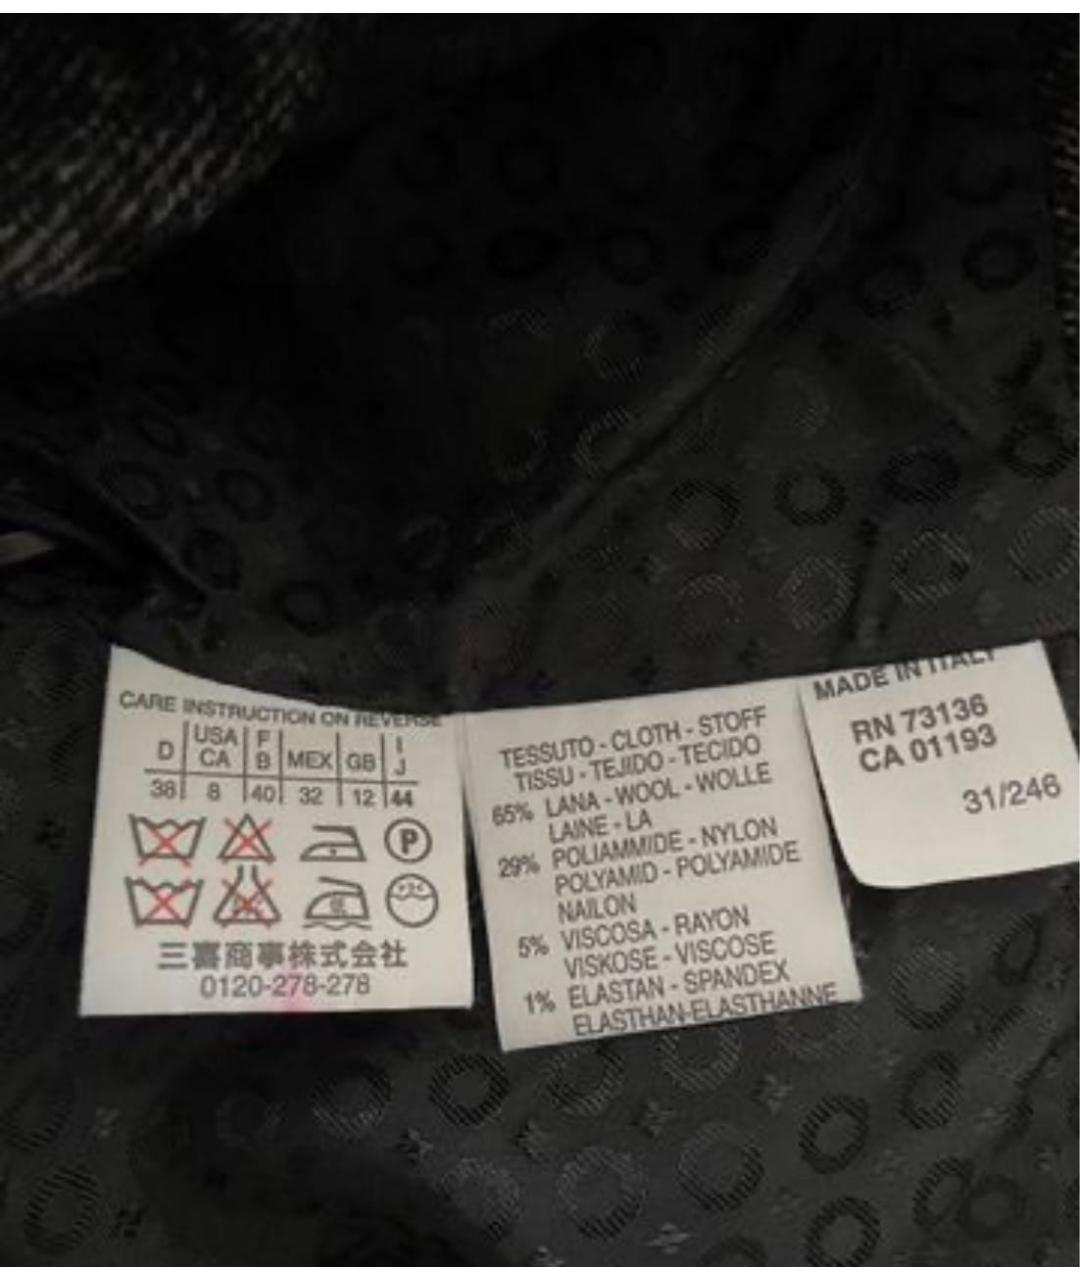 CARE INSTRUCTION ON REVERSE
D USA CA F B MEX GB I J
38 8 40 32 12 44
P
ドライ
三喜商事株式会社
0120-278-278
TESSUTO - CLOTH - STOFF
TISSU - TEJIDO - TECIDO
65% LANA - WOOL - WOLLE
LAINE - LA
29% POLIAMMIDE - NYLON
POLYAMID - POLYAMIDE
NAILON
5% VISCOSA - RAYON
VISKOSE - VISCOSE
1% ELASTAN - SPANDEX
ELASTHAN-ELASTHANNE
MADE IN ITALY
RN 73136
CA 01193
31/246